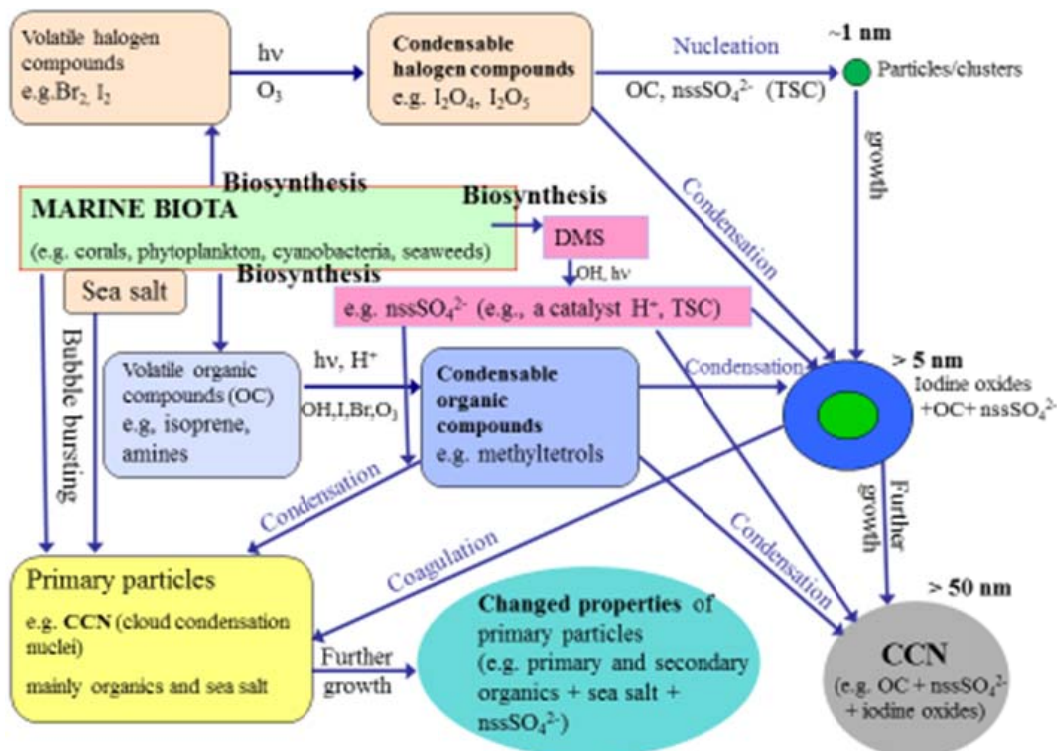 Volatile halogen
compounds
e.g.Br₂, I₂
hν
O₃
Condensable
halogen compounds
e.g. I₂O₄, I₂O₅
Nucleation
OC, nssSO₄²⁻ (TSC)
~1 nm
Particles/clusters
growth
Biosynthesis
MARINE BIOTA
(e.g. corals, phytoplankton, cyanobacteria, seaweeds)
Biosynthesis
DMS
OH, hν
Condensation
Biosynthesis
Sea salt
e.g. nssSO₄²⁻ (e.g., a catalyst H⁺, TSC)
Bubble bursting
Volatile organic
compounds (OC)
e.g, isoprene,
amines
hν, H⁺
OH,I,Br,O₃
Condensable
organic
compounds
e.g. methyltetrols
Condensation
> 5 nm
Iodine oxides
+OC+ nssSO₄²⁻
Condensation
Coagulation
Condensation
Further
growth
> 50 nm
Primary particles
e.g. CCN (cloud condensation
nuclei)
mainly organics and sea salt
Further
growth
Changed properties of
primary particles
(e.g. primary and secondary
organics + sea salt +
nssSO₄²⁻)
CCN
(e.g. OC + nssSO₄²⁻
+ iodine oxides)